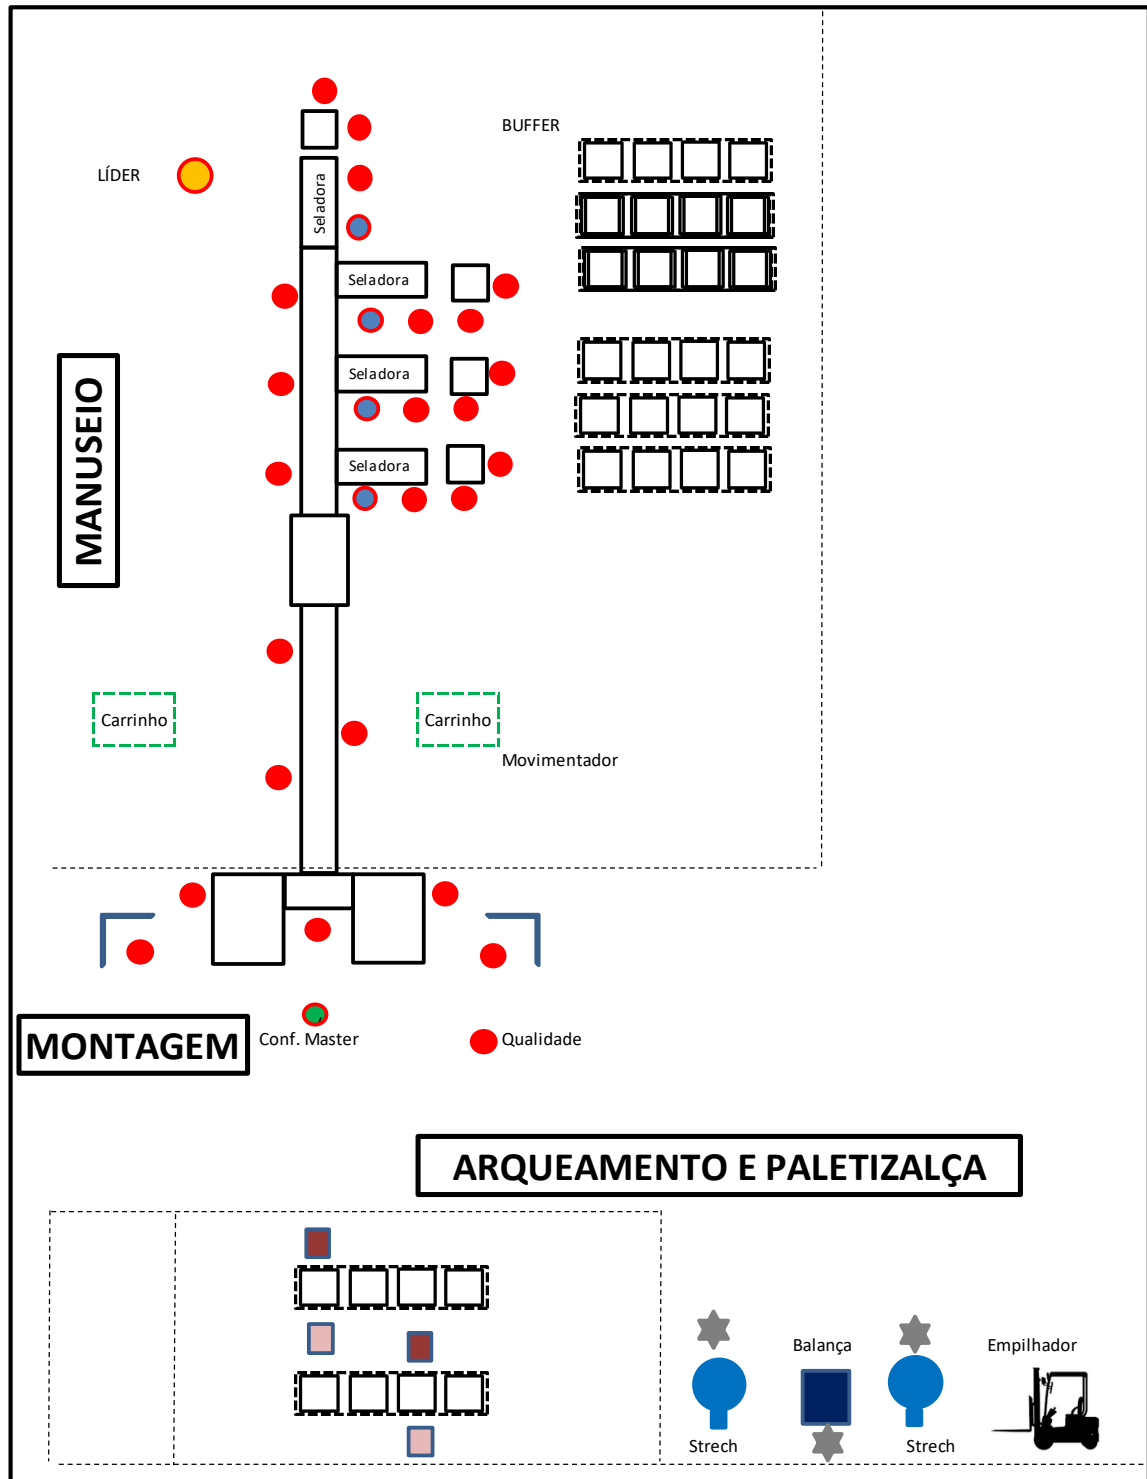 BUFFER
LÍDER
Seladora
Seladora
Seladora
Seladora
MANUSEIO
Carrinho
Carrinho
Movimentador
MONTAGEM
Conf. Master
Qualidade
ARQUEAMENTO E PALETIZALÇA
Balança
Empilhador
Strech
Strech